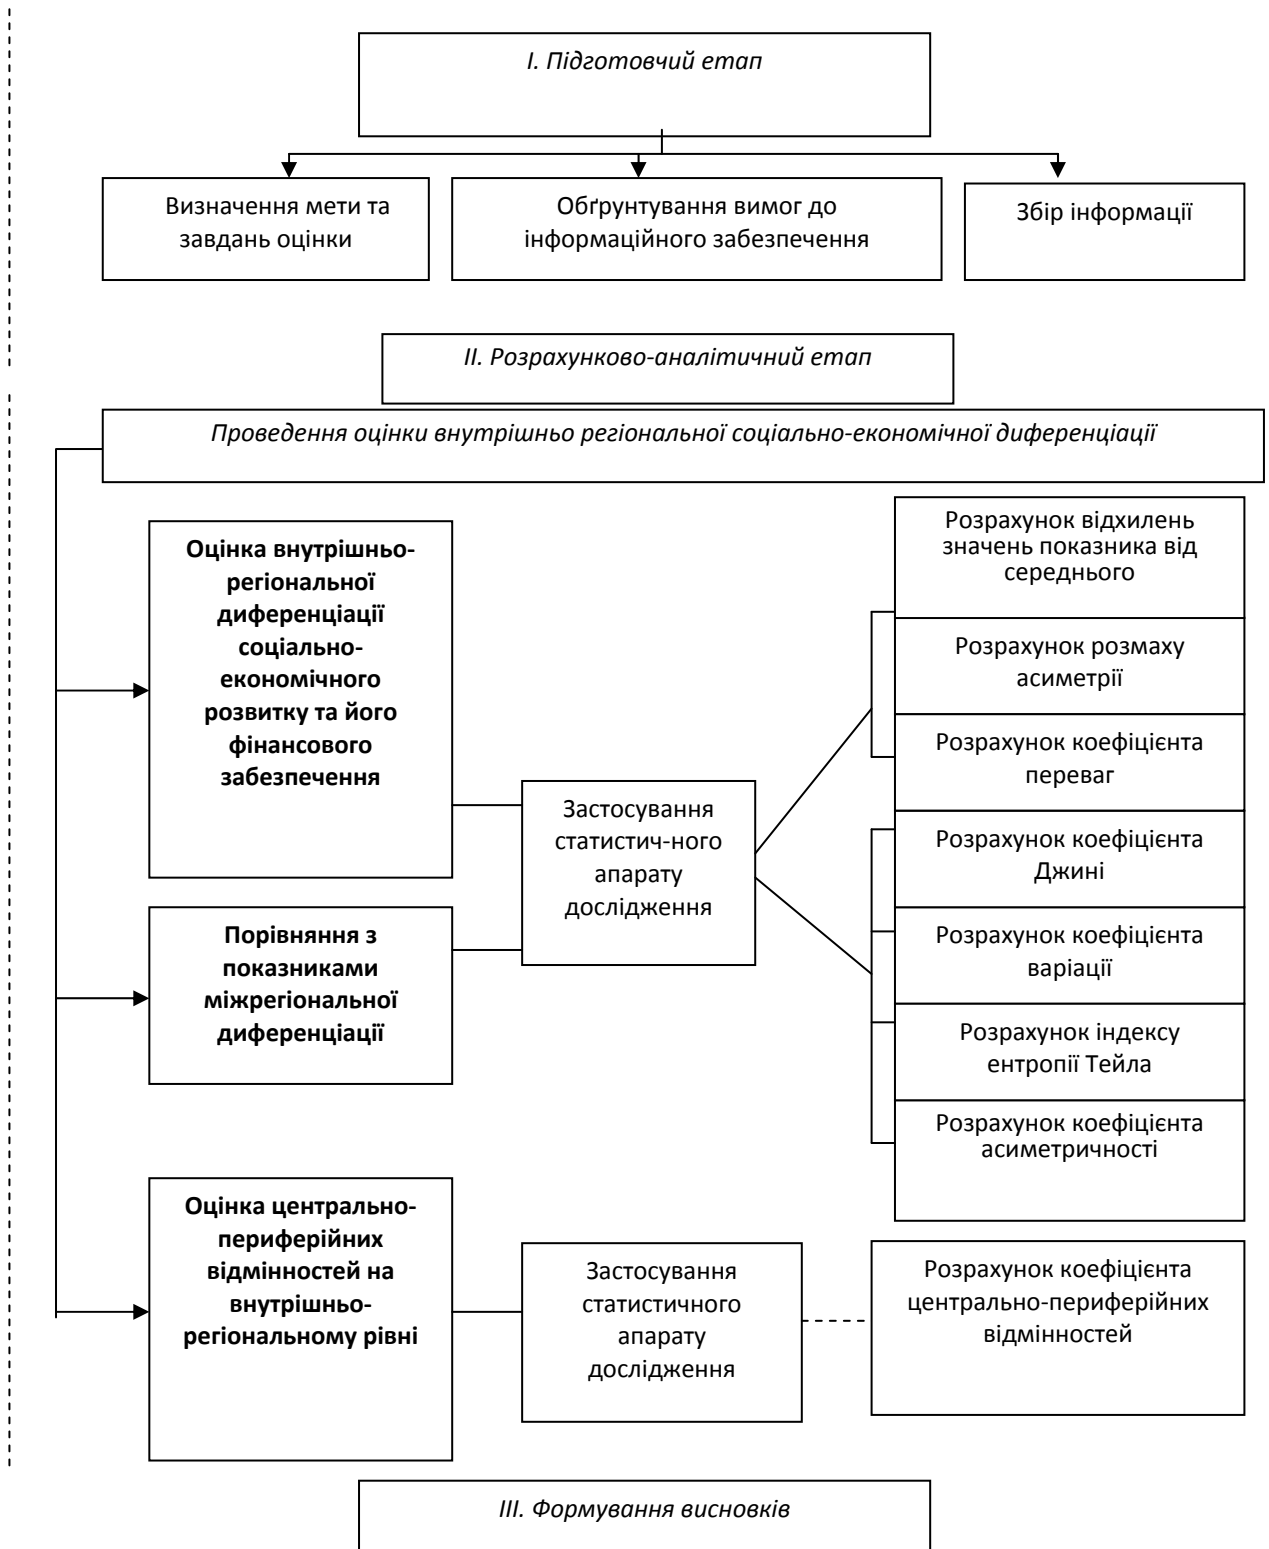 І. Підготовчий етап
Визначення мети та
завдань оцінки
Обґрунтування вимог до
інформаційного забезпечення
Збір інформації
ІІ. Розрахунково-аналітичний етап
Проведення оцінки внутрішньо регіональної соціально-економічної диференціації
Оцінка внутрішньо-
регіональної
диференціації
соціально-
економічного
розвитку та його
фінансового
забезпечення
Порівняння з
показниками
міжрегіональної
диференціації
Застосування
статистич-ного
апарату
дослідження
Розрахунок відхилень
значень показника від
середнього
Розрахунок розмаху
асиметрії
Розрахунок коефіцієнта
переваг
Розрахунок коефіцієнта
Джині
Розрахунок коефіцієнта
варіації
Розрахунок індексу
ентропії Тейла
Розрахунок коефіцієнта
асиметричності
Оцінка центрально-
периферійних
відмінностей на
внутрішньо-
регіональному рівні
Застосування
статистичного
апарату
дослідження
Розрахунок коефіцієнта
центрально-периферійних
відмінностей
ІІІ. Формування висновків